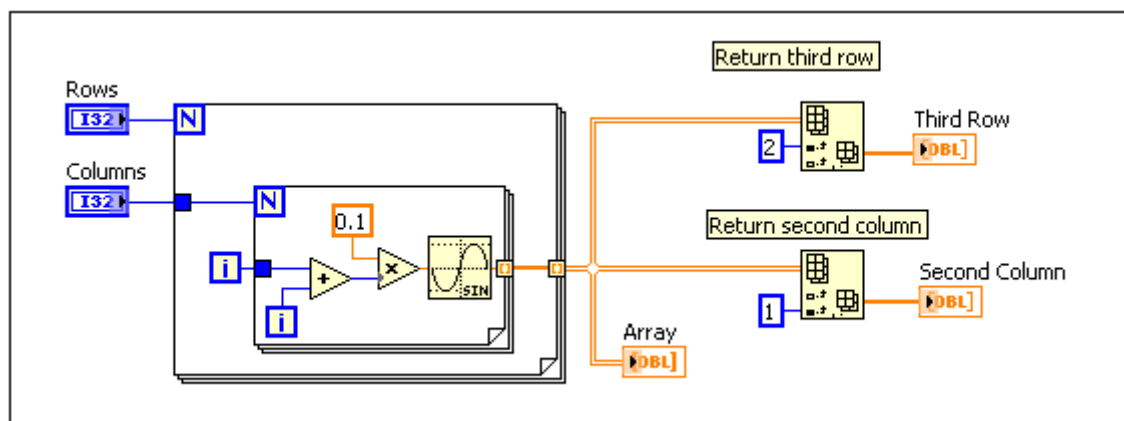 Return third row
Rows
I32
N
Third Row
DBL]
2
Columns
I32
N
0.1
Return second column
i
+
x
SIN
Second Column
DBL]
i
1
Array
DBL]